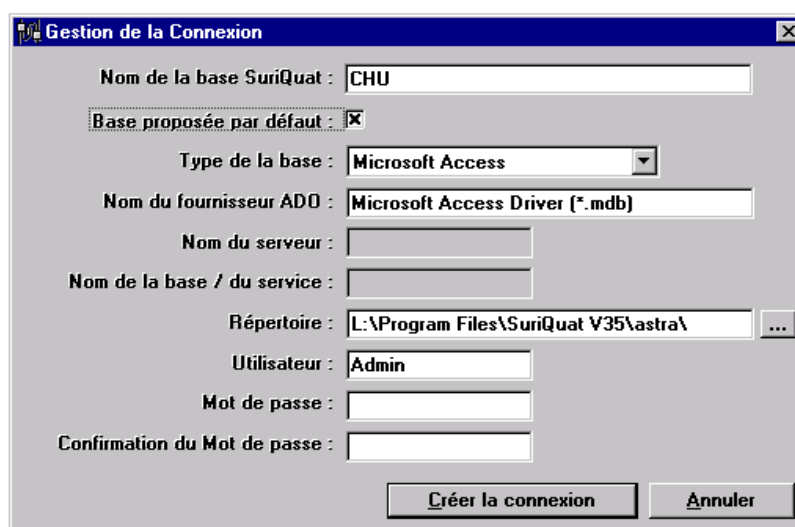 Gestion de la Connexion
Nom de la base SuriQuat : CHU
Base proposée par défaut :
Type de la base : Microsoft Access
Nom du fournisseur ADO : Microsoft Access Driver (*.mdb)
Nom du serveur :
Nom de la base / du service :
Répertoire : L:\Program Files\SuriQuat V35\astra\ ...
Utilisateur : Admin
Mot de passe :
Confirmation du Mot de passe :
Créer la connexion Annuler